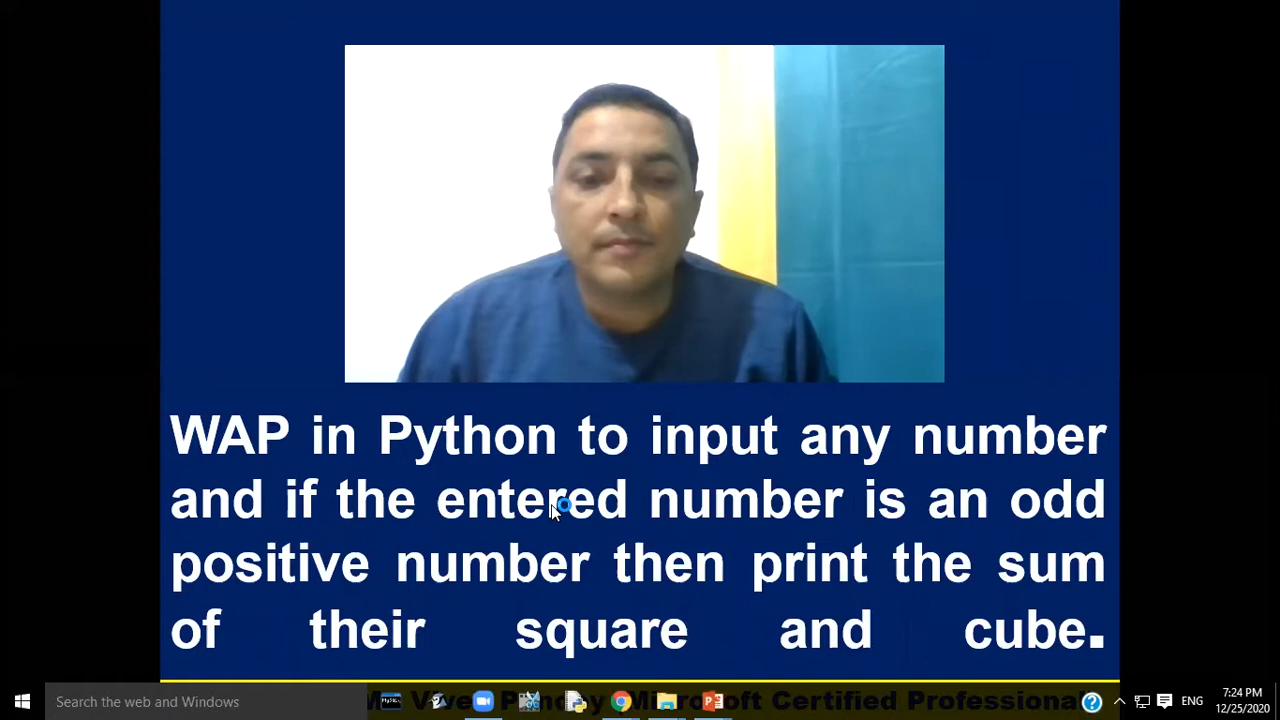 WAP in Python to input any number
and if the entered number is an odd
positive number then print the sum
of their square and cube.
Microsoft Certified Professional
Search the web and Windows
ENG
7:24 PM
12/25/2020